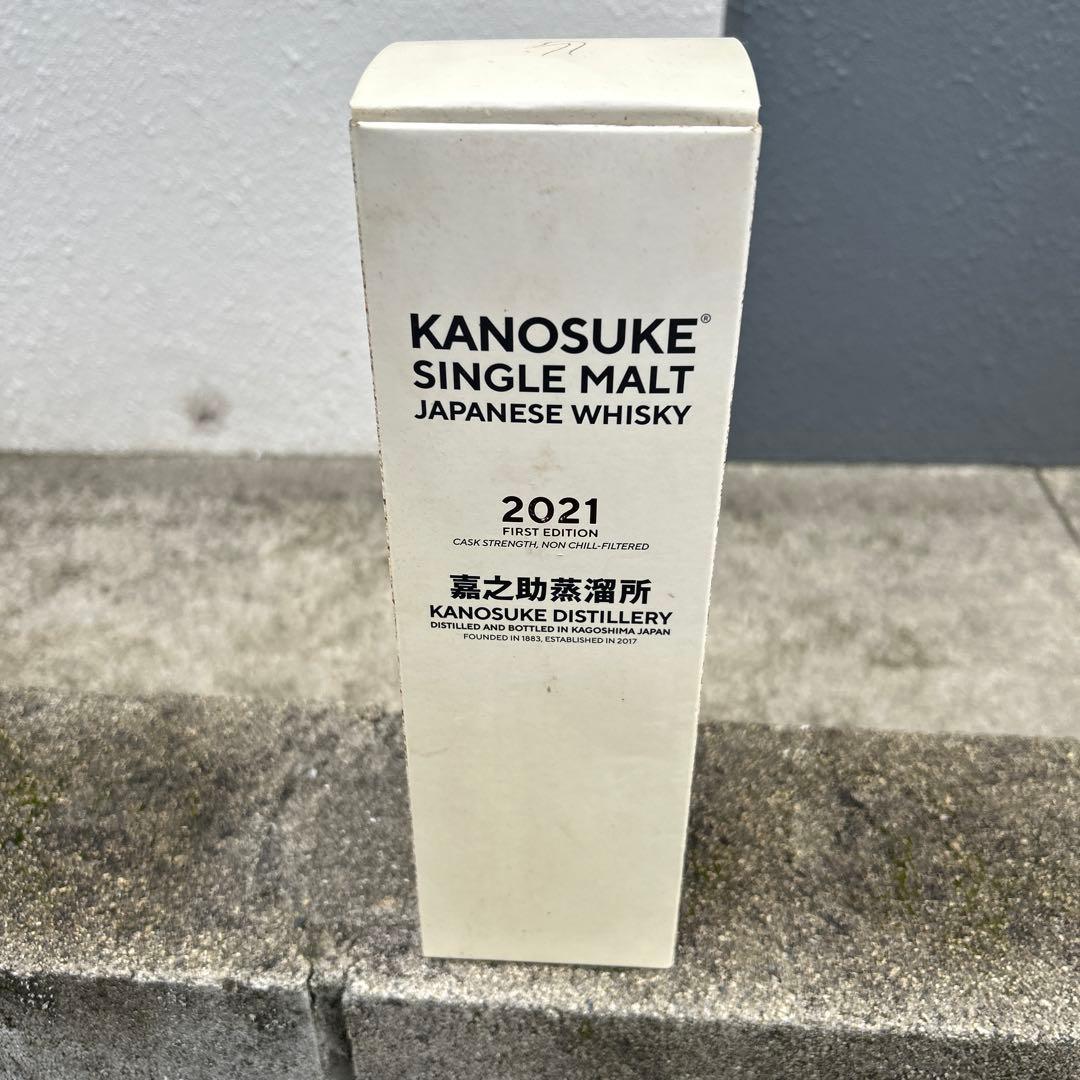 KANOSUKE®
SINGLE MALT
JAPANESE WHISKY
2021
FIRST EDITION
CASK STRENGTH, NON CHILL-FILTERED
嘉之助蒸溜所
KANOSUKE DISTILLERY
DISTILLED AND BOTTLED IN KAGOSHIMA JAPAN
FOUNDED IN 1883, ESTABLISHED IN 2017